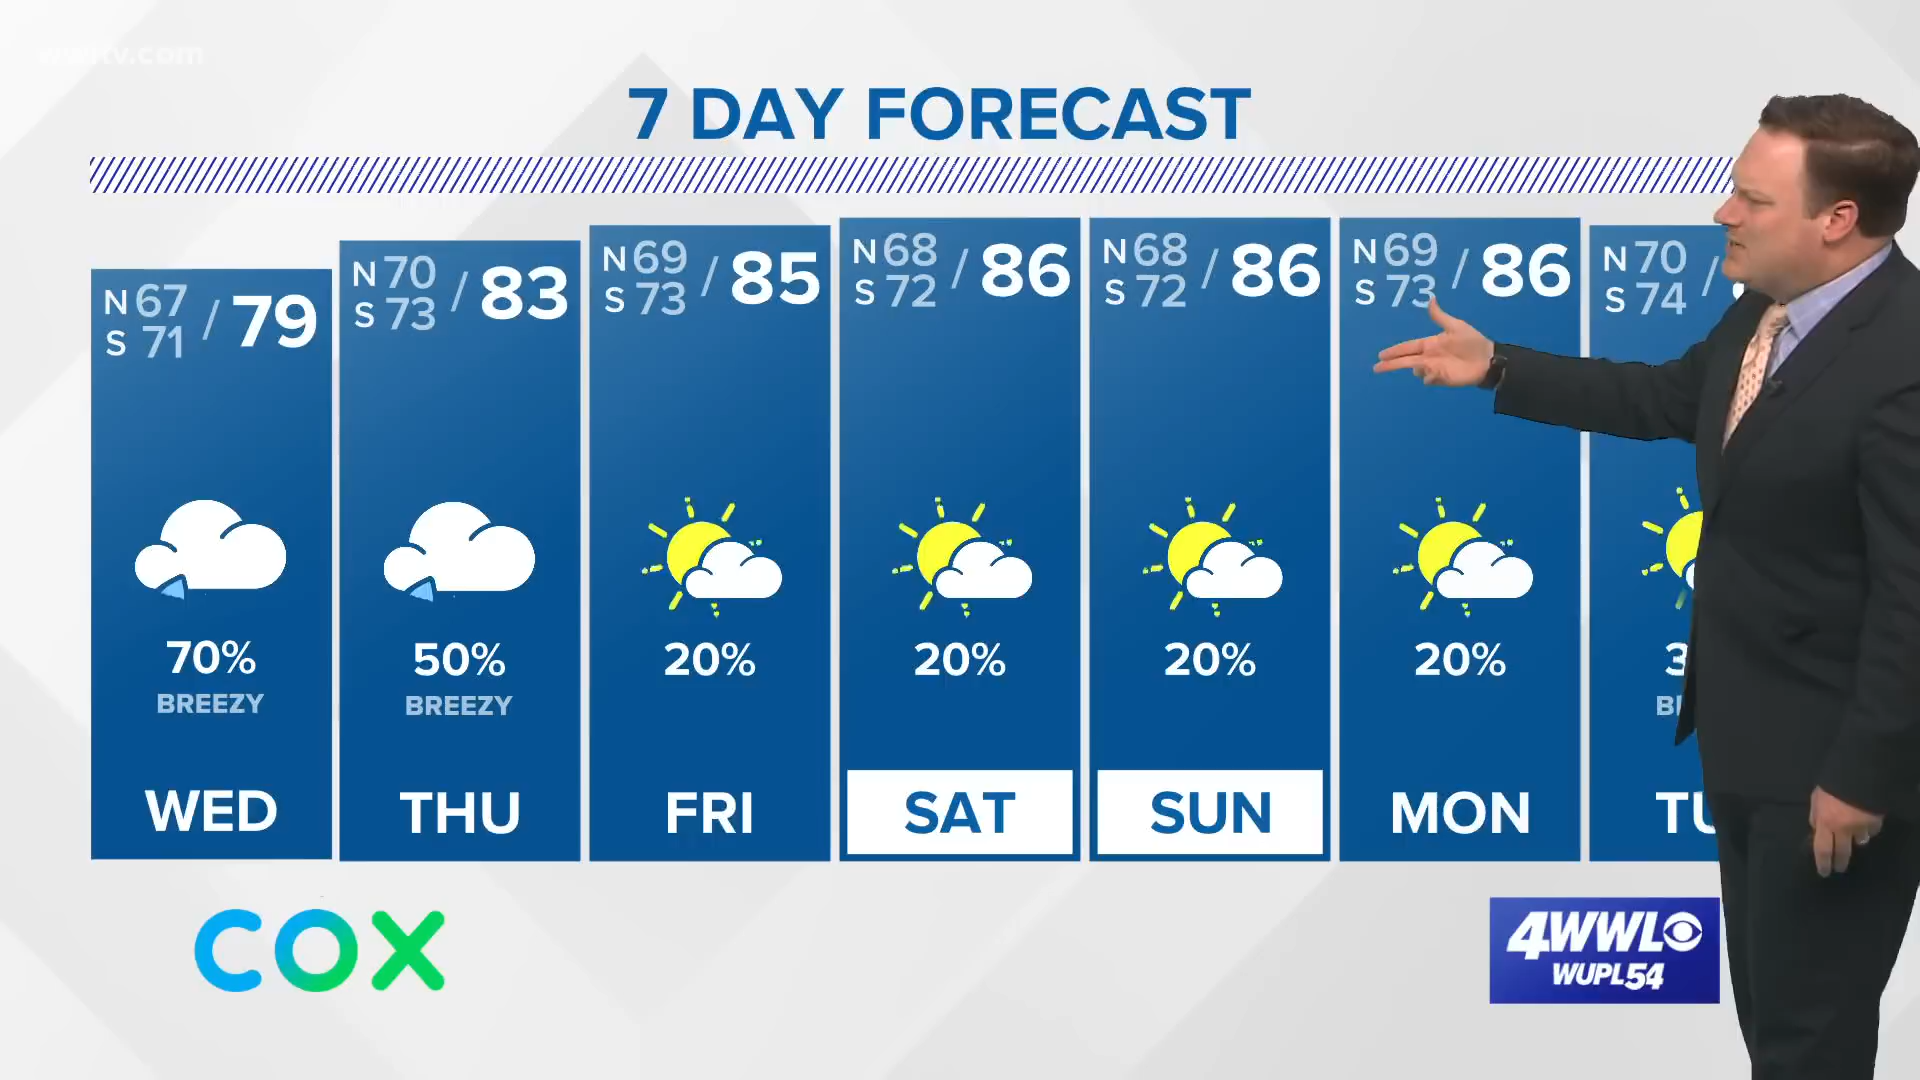 wwltv.com
7 DAY FORECAST
N 67 / 79
S 71
N 70 / 83
S 73
N 69 / 85
S 73
N 68 / 86
S 72
N 68 / 86
S 72
N 69 / 86
S 73
N 70 /
S 74
70%
BREEZY
50%
BREEZY
20%
20%
20%
20%
3
WED
THU
FRI
SAT
SUN
MON
TU
COX
4WWL
WUPL54